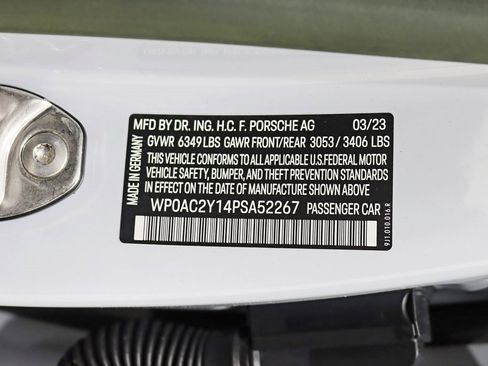 MFD BY DR. ING. H.C. F. PORSCHE AG 03/23
GVWR 6349LBS GAWR FRONT/REAR 3053/3406 LBS
THIS VEHICLE CONFORMS TO ALL APPLICABLE U.S.FEDERAL MOTOR
VEHICLE SAFETY, BUMPER, AND THEFT PREVENTION STANDARDS
IN EFFECT ON THE DATE OF MANUFACTURE SHOWN ABOVE
WP0AC2Y14PSA52267 PASSENGER CAR
MADE IN GERMANY
9J1.010.016.R